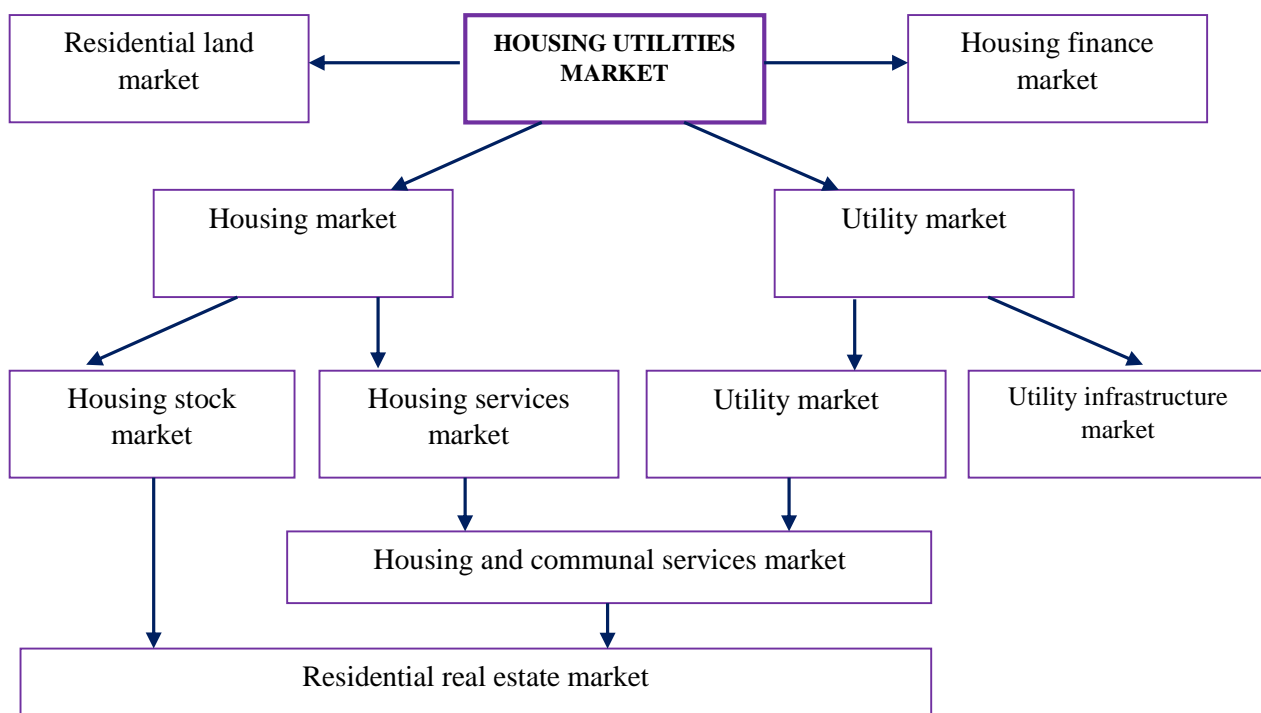 Residential land
market
HOUSING UTILITIES
MARKET
Housing finance
market
Housing market
Utility market
Housing stock
market
Housing services
market
Utility market
Utility infrastructure
market
Housing and communal services market
Residential real estate market